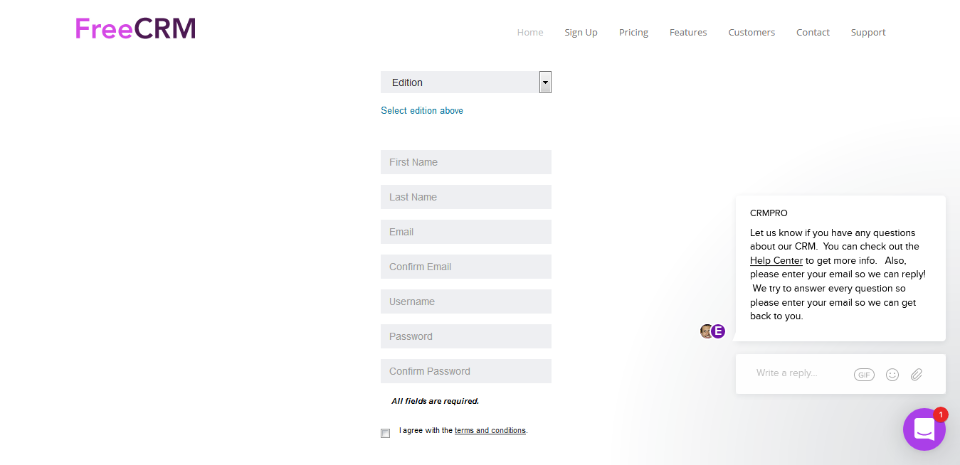 FreeCRM
Home Sign Up Pricing Features Customers Contact Support
Edition
Select edition above
First Name
Last Name
Email
Confirm Email
Username
Password
Confirm Password
All fields are required.
I agree with the terms and conditions.
CRMPRO
Let us know if you have any questions
about our CRM. You can check out the
Help Center to get more info. Also,
please enter your email so we can reply!
We try to answer every question so
please enter your email so we can get
back to you.
E
Write a reply...
GIF
1